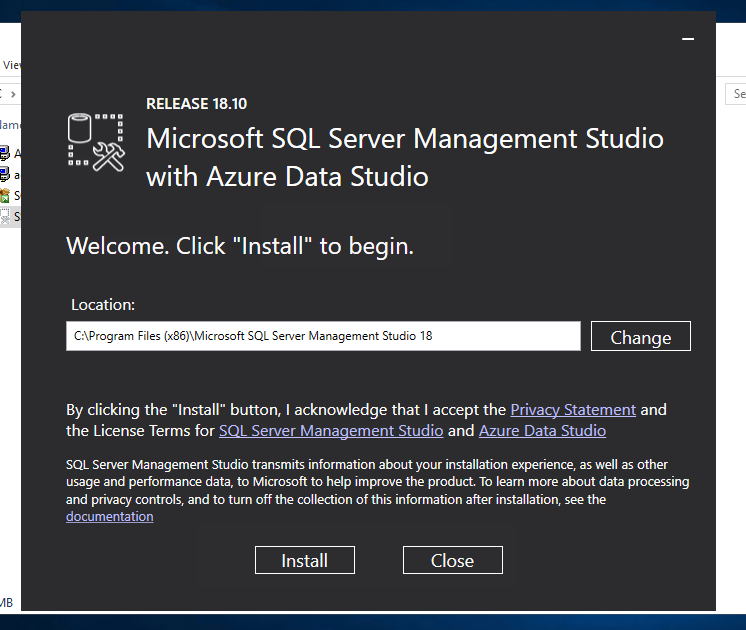 RELEASE 18.10
Microsoft SQL Server Management Studio
with Azure Data Studio
Welcome. Click "Install" to begin.
Location:
C:\Program Files (x86)\Microsoft SQL Server Management Studio 18
Change
By clicking the "Install" button, I acknowledge that I accept the Privacy Statement and
the License Terms for SQL Server Management Studio and Azure Data Studio
SQL Server Management Studio transmits information about your installation experience, as well as other
usage and performance data, to Microsoft to help improve the product. To learn more about data processing
and privacy controls, and to turn off the collection of this information after installation, see the
documentation
Install
Close
MB